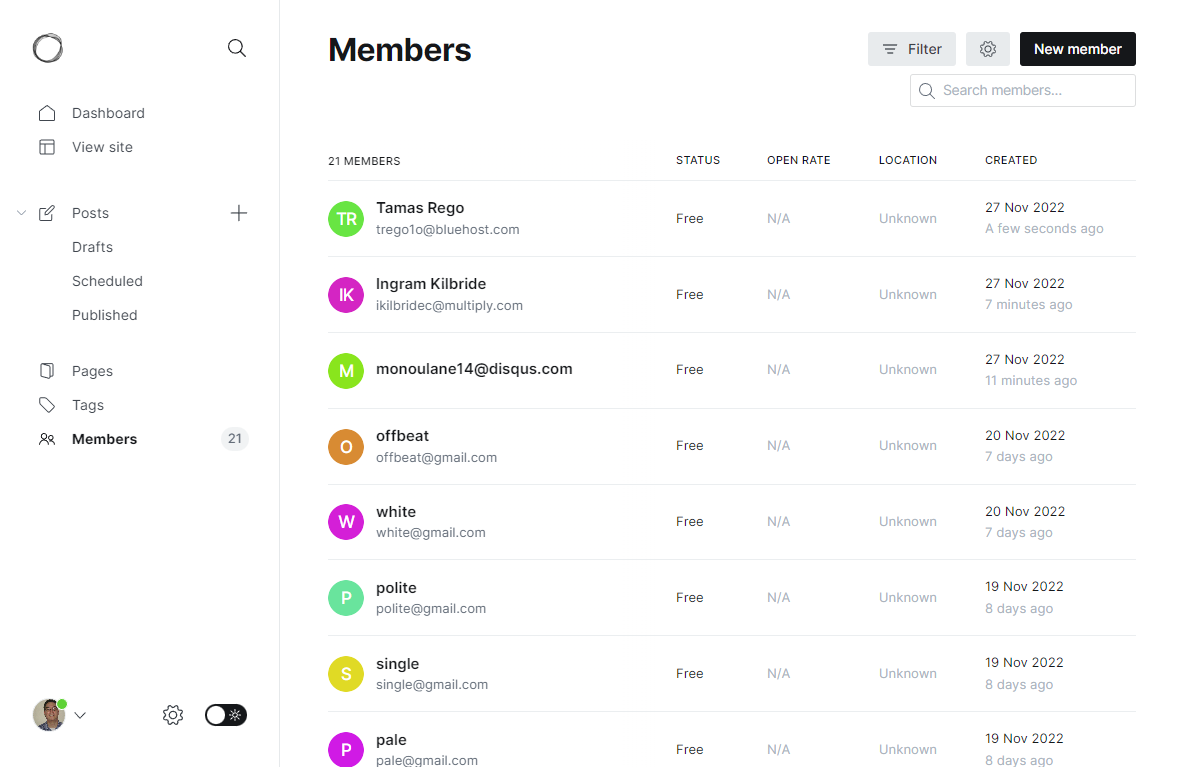 Members
Filter
New member
Search members...
Dashboard
View site
Posts
Drafts
Scheduled
Published
Pages
Tags
Members 21
21 MEMBERS STATUS OPEN RATE LOCATION CREATED
TR Tamas Rego Free N/A Unknown 27 Nov 2022
trego1o@bluehost.com A few seconds ago
IK Ingram Kilbride Free N/A Unknown 27 Nov 2022
ikilbridec@multiply.com 7 minutes ago
M monoulane14@disqus.com Free N/A Unknown 27 Nov 2022
11 minutes ago
O offbeat Free N/A Unknown 20 Nov 2022
offbeat@gmail.com 7 days ago
W white Free N/A Unknown 20 Nov 2022
white@gmail.com 7 days ago
P polite Free N/A Unknown 19 Nov 2022
polite@gmail.com 8 days ago
S single Free N/A Unknown 19 Nov 2022
single@gmail.com 8 days ago
P pale Free N/A Unknown 19 Nov 2022
pale@gmail.com 8 days ago